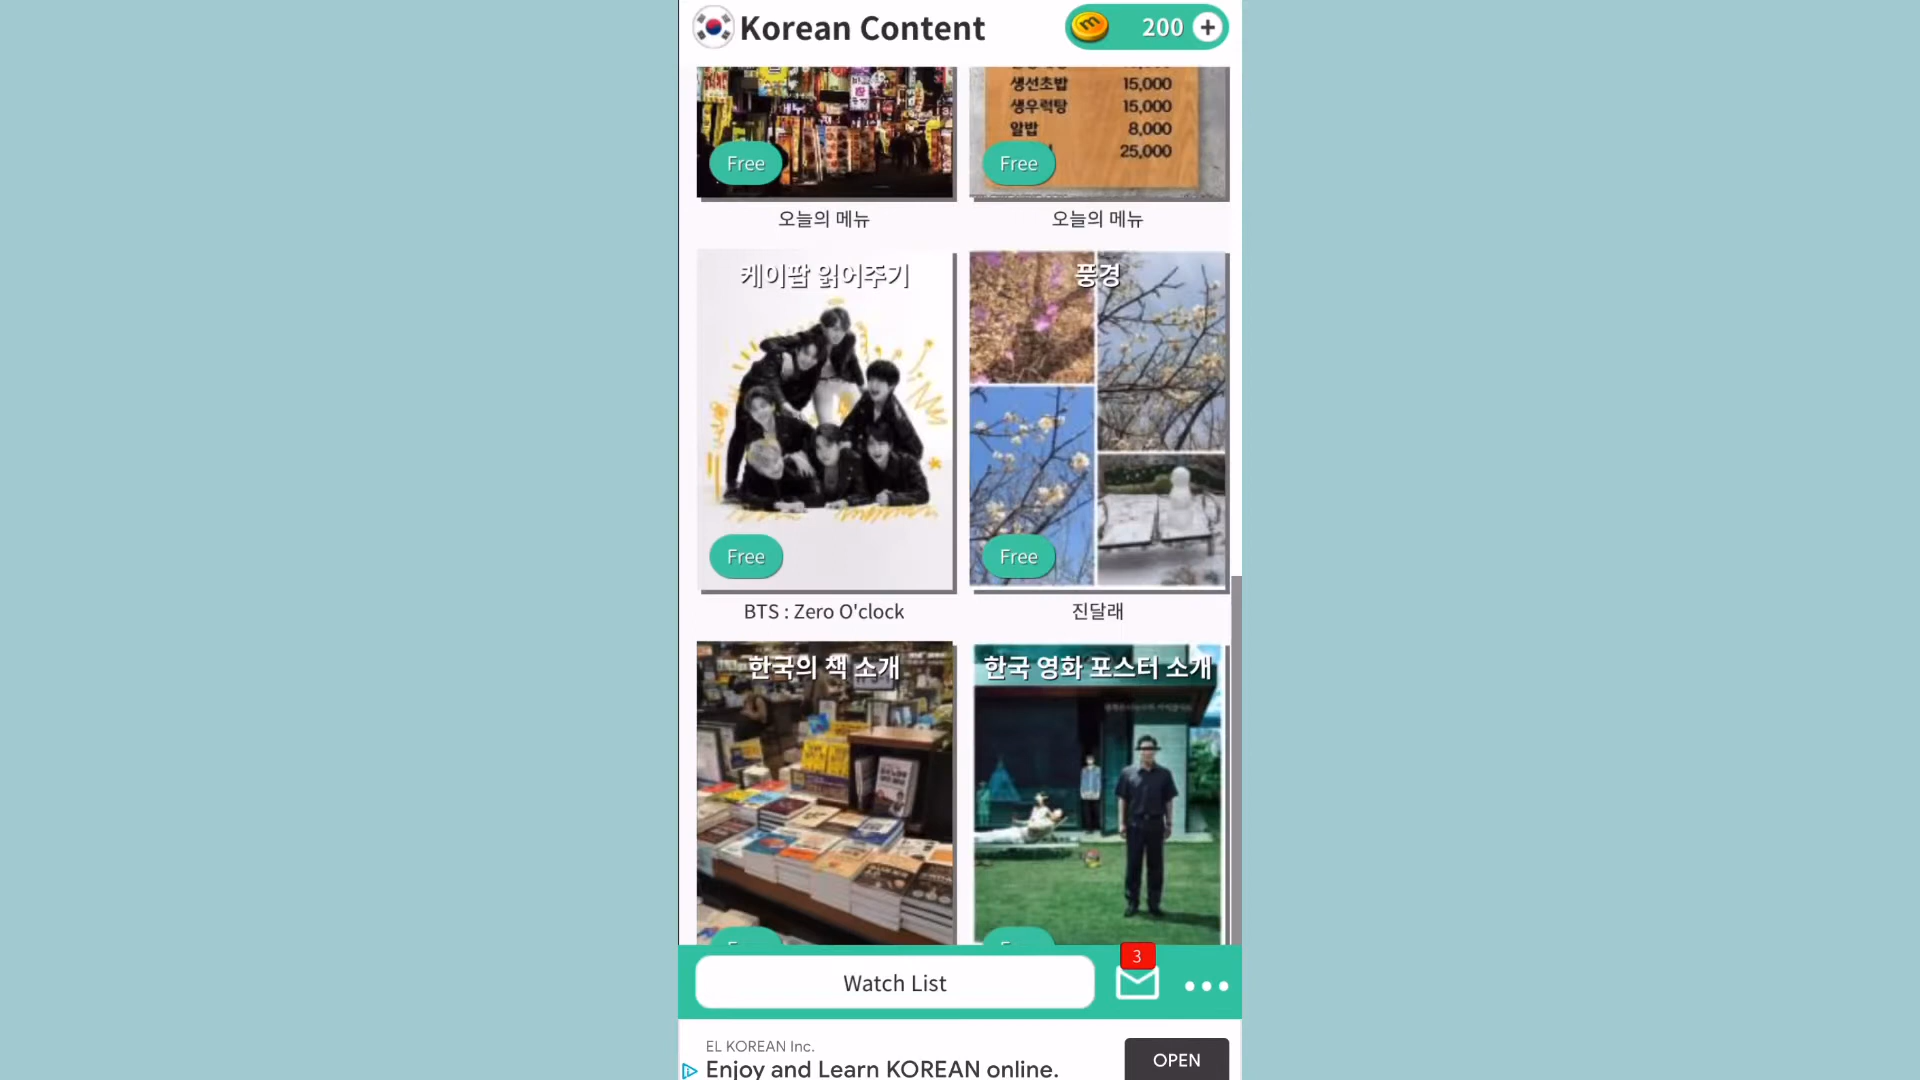 Korean Content
200
생선초밥 15,000
생우럭탕 15,000
알밥 8,000
25,000
Free
Free
오늘의 메뉴
오늘의 메뉴
케이팝 읽어주기
풍경
Free
Free
BTS : Zero O'clock
진달래
한국의 책 소개
한국 영화 포스터 소개
Watch List
3
EL KOREAN Inc.
Enjoy and Learn KOREAN online.
OPEN